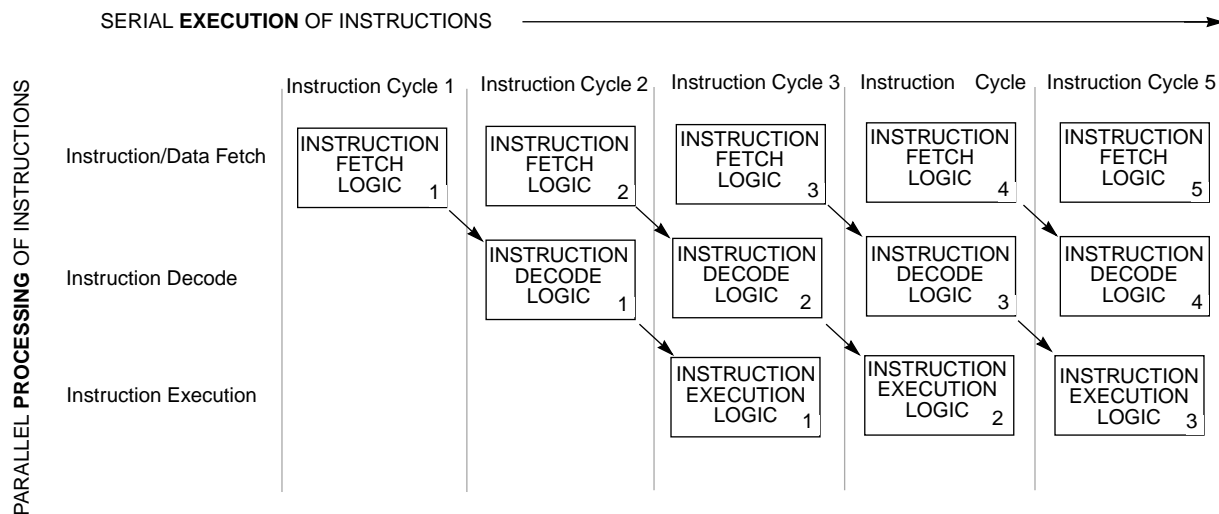 SERIAL EXECUTION OF INSTRUCTIONS
PARALLEL PROCESSING OF INSTRUCTIONS
Instruction Cycle 1
Instruction Cycle 2
Instruction Cycle 3
Instruction Cycle
Instruction Cycle 5
Instruction/Data Fetch
INSTRUCTION
FETCH
LOGIC
1
INSTRUCTION
FETCH
LOGIC
2
INSTRUCTION
FETCH
LOGIC
3
INSTRUCTION
FETCH
LOGIC
4
INSTRUCTION
FETCH
LOGIC
5
Instruction Decode
INSTRUCTION
DECODE
LOGIC
1
INSTRUCTION
DECODE
LOGIC
2
INSTRUCTION
DECODE
LOGIC
3
INSTRUCTION
DECODE
LOGIC
4
Instruction Execution
INSTRUCTION
EXECUTION
LOGIC
1
INSTRUCTION
EXECUTION
LOGIC
2
INSTRUCTION
EXECUTION
LOGIC
3